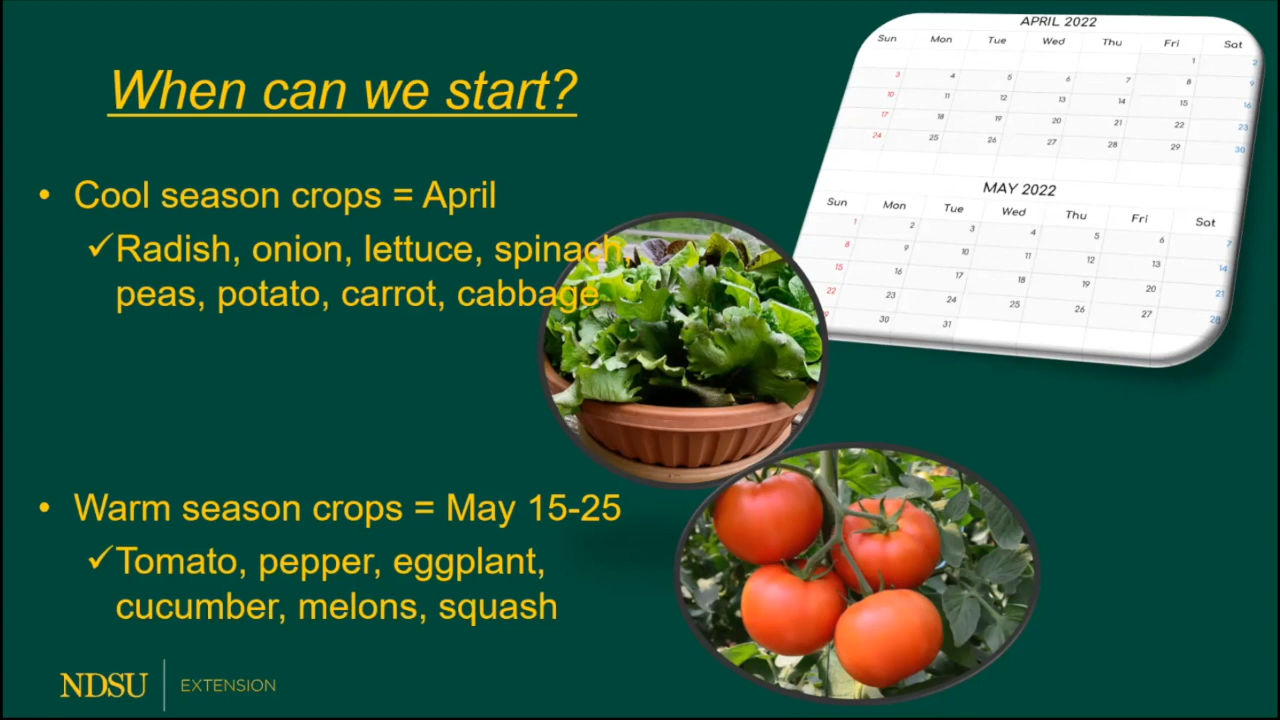 When can we start?
• Cool season crops = April
✓Radish, onion, lettuce, spinach,
peas, potato, carrot, cabbage
• Warm season crops = May 15-25
✓Tomato, pepper, eggplant,
cucumber, melons, squash
NDSU | EXTENSION
APRIL 2022
Sun Mon Tue Wed Thu Fri Sat
1 2
3 4 5 6 7 8 9
10 11 12 13 14 15 16
17 18 19 20 21 22 23
24 25 26 27 28 29 30
MAY 2022
Sun Mon Tue Wed Thu Fri Sat
1 2 3 4 5 6 7
8 9 10 11 12 13 14
15 16 17 18 19 20 21
22 23 24 25 26 27 28
30 31